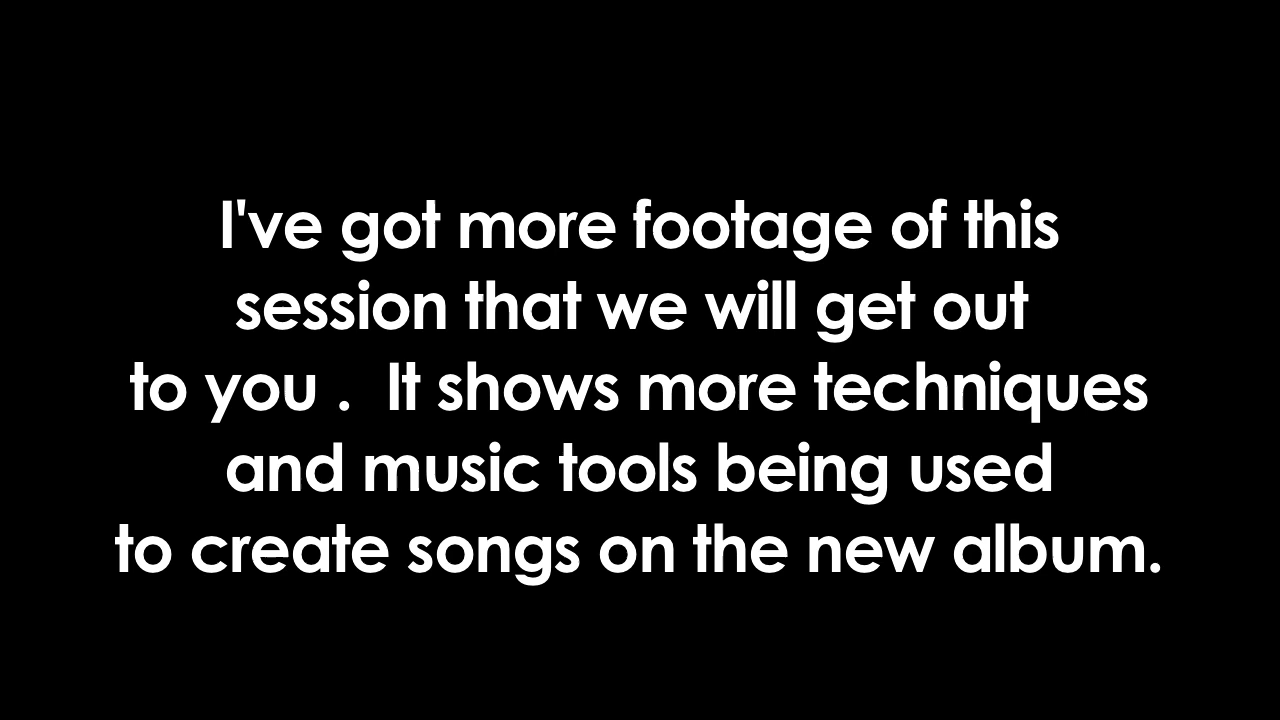 I've got more footage of this
session that we will get out
to you .  It shows more techniques
and music tools being used
to create songs on the new album.